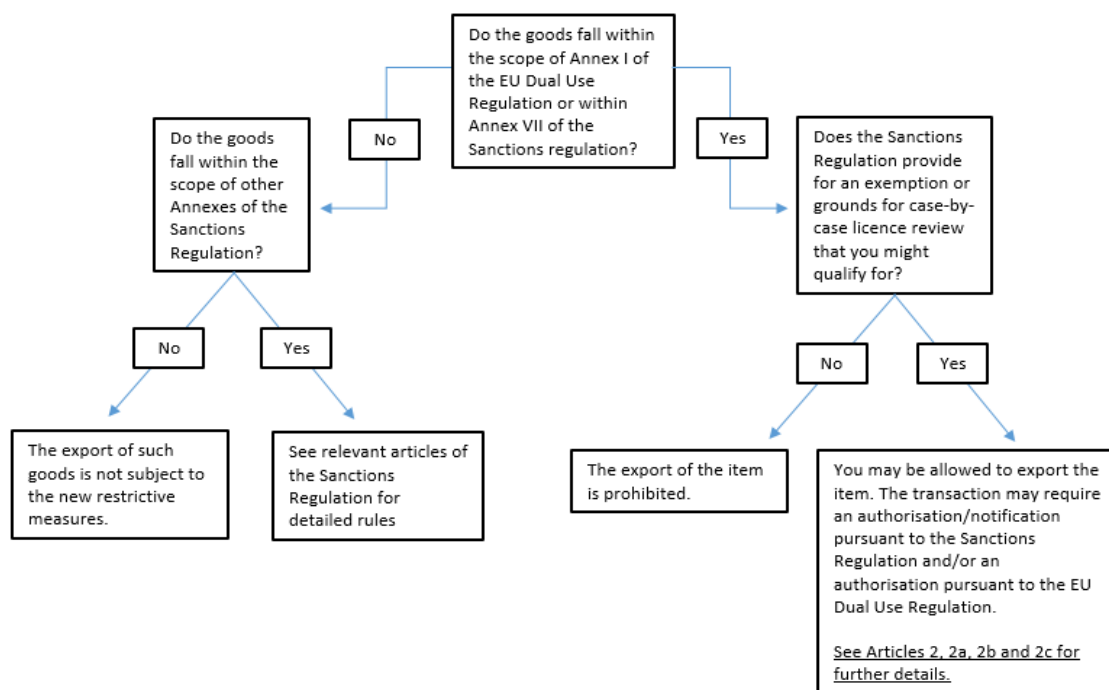 Do the goods fall within
the scope of Annex I of
the EU Dual Use
Regulation or within
Annex VII of the
Sanctions regulation?
No
Yes
Do the goods
fall within the
scope of other
Annexes of the
Sanctions
Regulation?
Does the Sanctions
Regulation provide
for an exemption or
grounds for case-by-
case licence review
that you might
qualify for?
No
Yes
No
Yes
The export of such
goods is not subject to
the new restrictive
measures.
See relevant articles of
the Sanctions
Regulation for
detailed rules
The export of the item
is prohibited.
You may be allowed to export the
item. The transaction may require
an authorisation/notification
pursuant to the Sanctions
Regulation and/or an
authorisation pursuant to the EU
Dual Use Regulation.
See Articles 2, 2a, 2b and 2c for
further details.